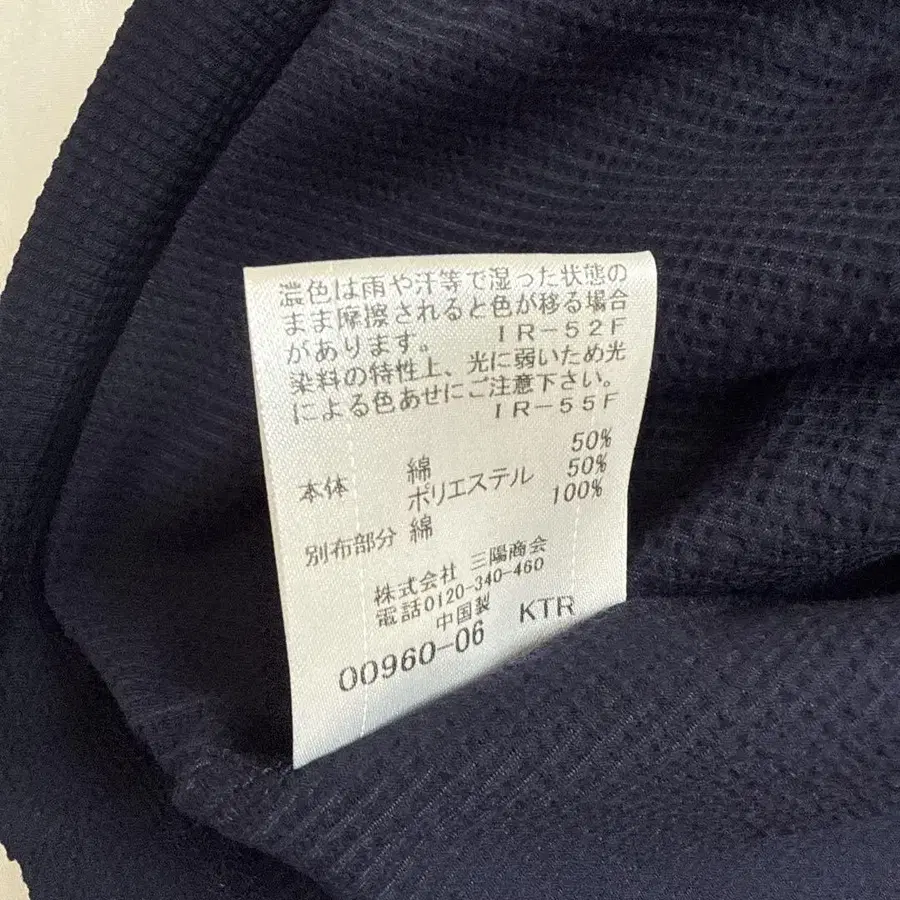 濃色は雨や汗等で湿った状態の
まま摩擦されると色が移る場合
があります。 IR-52F
染料の特性上、光に弱いため光
による色あせにご注意下さい。
IR-55F
本体 綿 50%
ポリエステル 50%
別布部分 綿 100%
株式会社 三陽商会
電話0120-340-460
中国製
00960-06 KTR